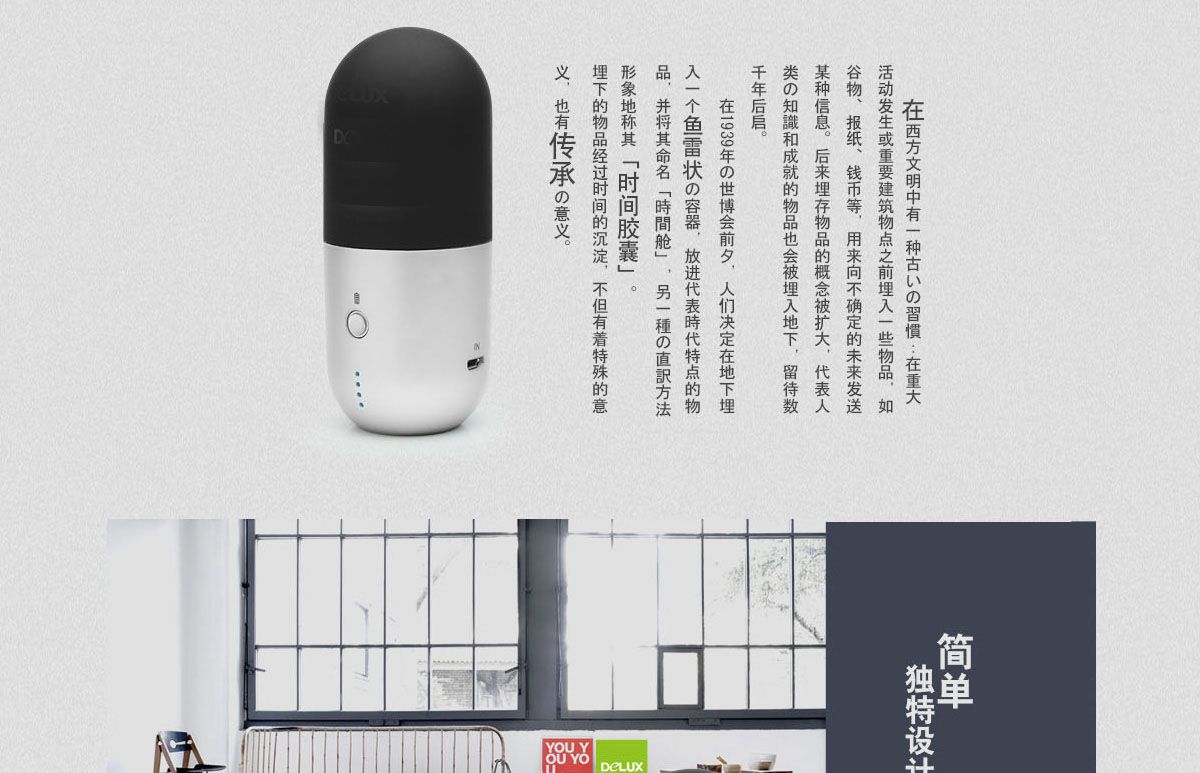 DeLUX
IN
在西方文明中有一种古いの習慣：在重大
活动发生或重要建筑物点之前埋入一些物品，如
谷物、报纸、钱币等，用来向不确定的未来发送
某种信息。后来埋存物品的概念被扩大，代表人
类の知識和成就的物品也会被埋入地下，留待数
千年后启。
在1939年の世博会前夕，人们决定在地下埋
入一个鱼雷状の容器，放进代表時代特点的物
品，并将其命名「時間舱」，另一種の直訳方法
形象地称其「时间胶囊」。
埋下的物品经过时间的沉淀，不但有着特殊的意
义，也有传承の意义。
简单
独特设计
YOU Y
OU YO
U
DeLUX